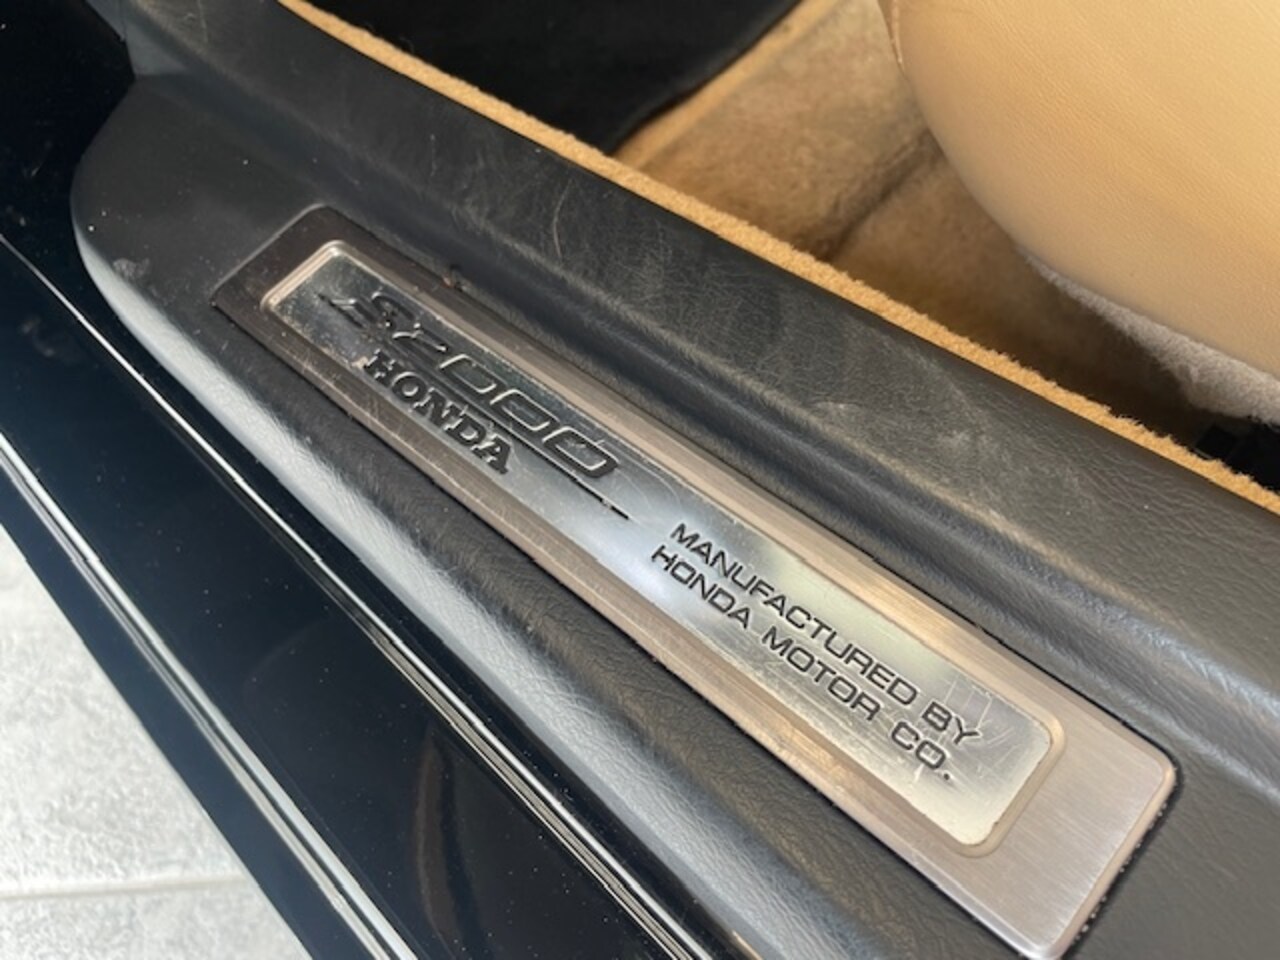 S2000
HONDA
MANUFACTURED BY
HONDA MOTOR CO.